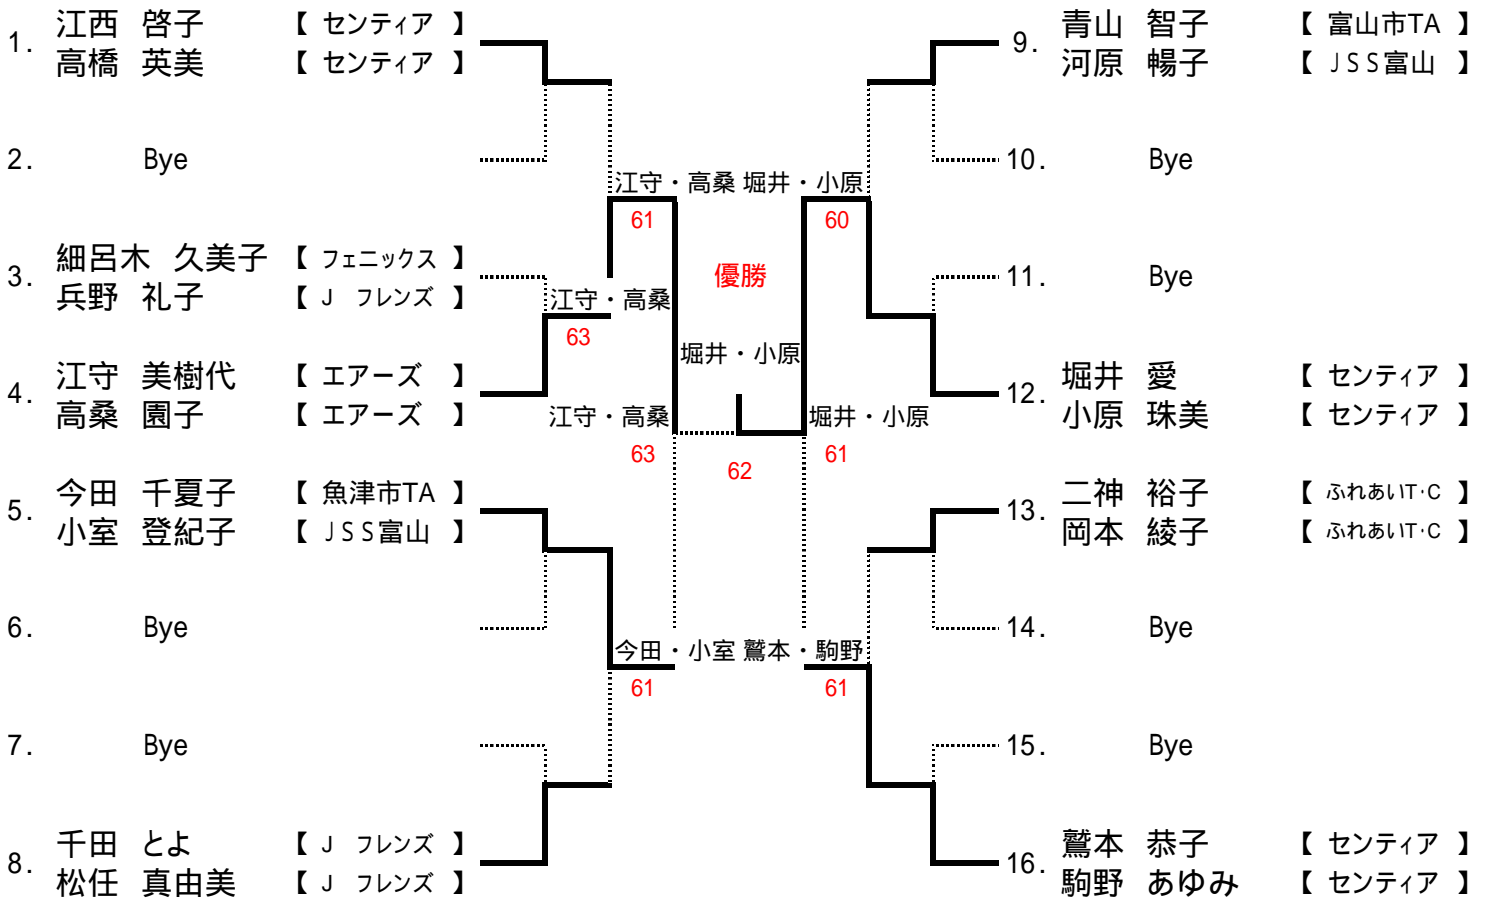 1. 江西 啓子 【 センティア 】
高橋 英美 【 センティア 】
2. Bye
3. 細呂木 久美子 【 フェニックス 】
兵野 礼子 【 J フレンズ 】
4. 江守 美樹代 【 エアーズ 】
高桑 園子 【 エアーズ 】
5. 今田 千夏子 【 魚津市TA 】
小室 登紀子 【 JSS富山 】
6. Bye
7. Bye
8. 千田 とよ 【 J フレンズ 】
松任 真由美 【 J フレンズ 】
江守・高桑
63
江守・高桑
61
今田・小室
61
江守・高桑
63
優勝
堀井・小原
62
堀井・小原
60
堀井・小原
61
鷲本・駒野
61
9. 青山 智子 【 富山市TA 】
河原 暢子 【 JSS富山 】
10. Bye
11. Bye
12. 堀井 愛 【 センティア 】
小原 珠美 【 センティア 】
13. 二神 裕子 【 ふれあいT・C 】
岡本 綾子 【 ふれあいT・C 】
14. Bye
15. Bye
16. 鷲本 恭子 【 センティア 】
駒野 あゆみ 【 センティア 】